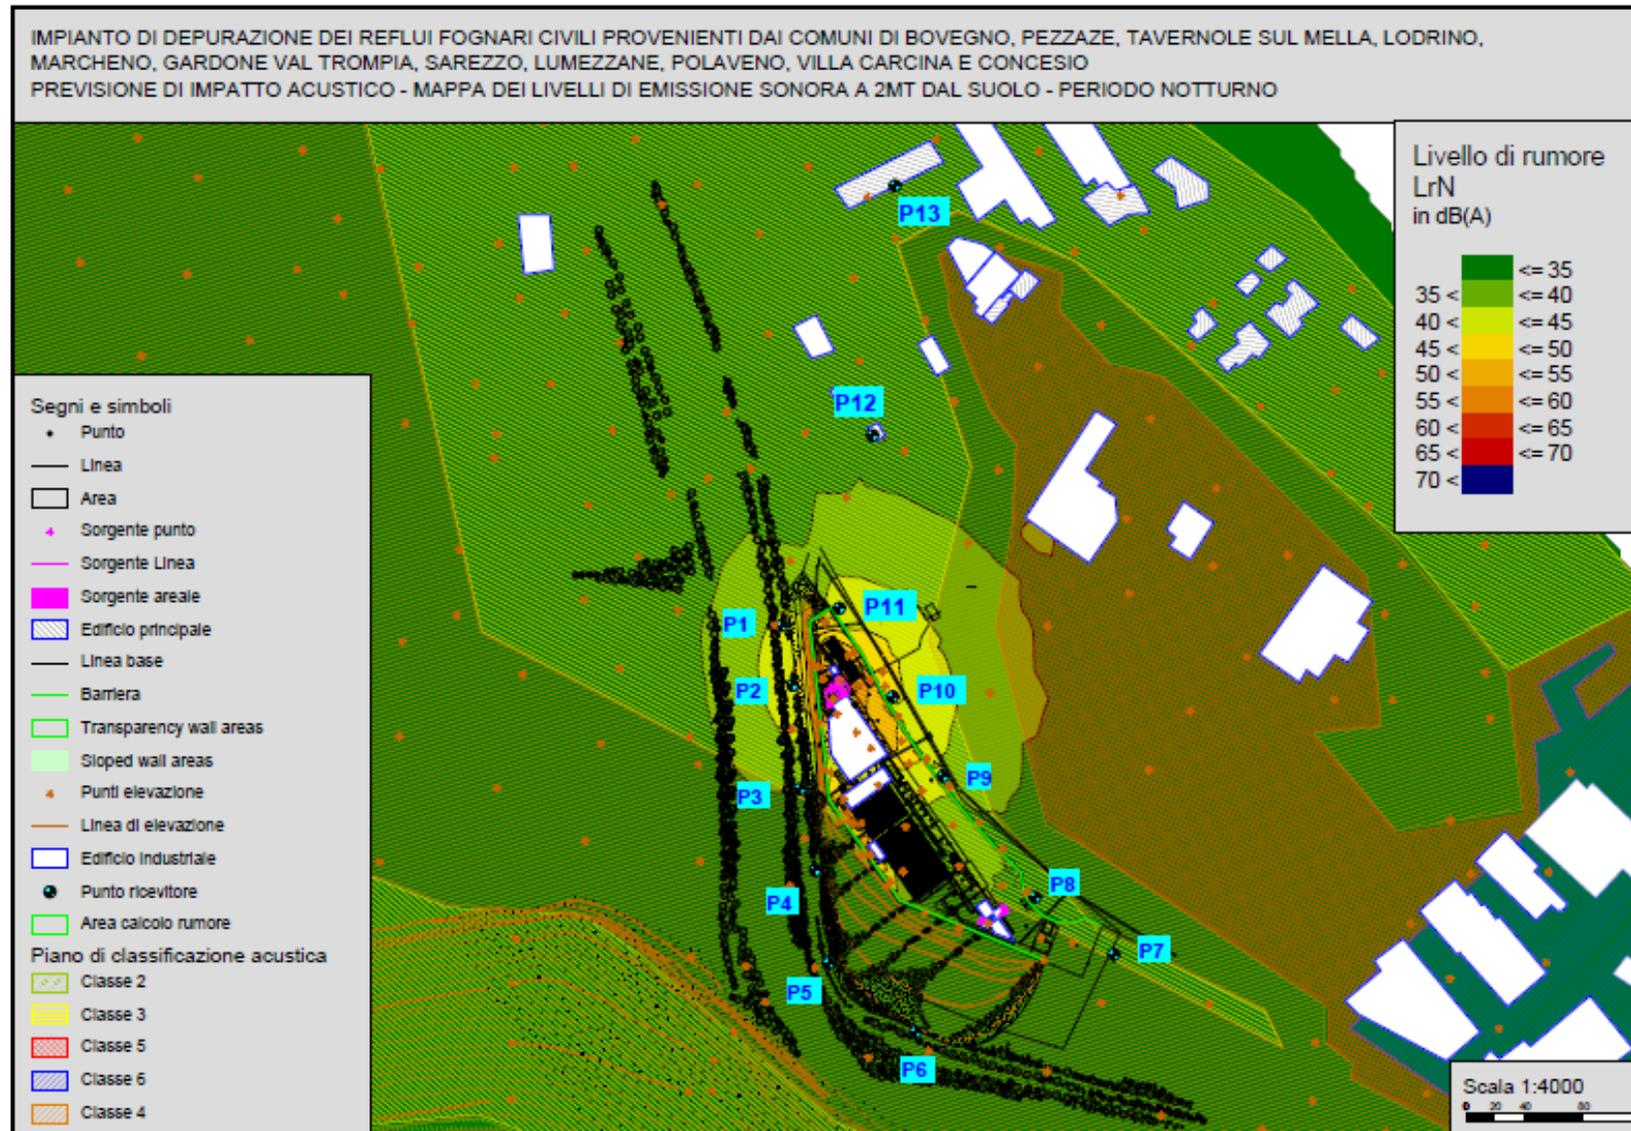 IMPIANTO DI DEPURAZIONE DEI REFLUI FOGNARI CIVILI PROVENIENTI DAI COMUNI DI BOVEGNO, PEZZAZE, TAVERNOLE SUL MELLA, LODRINO,
MARCHENO, GARDONE VAL TROMPIA, SAREZZO, LUMEZZANE, POLAVENO, VILLA CARCINA E CONCESIO
PREVISIONE DI IMPATTO ACUSTICO - MAPPA DEI LIVELLI DI EMISSIONE SONORA A 2MT DAL SUOLO - PERIODO NOTTURNO
Livello di rumore
LrN
in dB(A)
<= 35
35 < <= 40
40 < <= 45
45 < <= 50
50 < <= 55
55 < <= 60
60 < <= 65
65 < <= 70
70 <
P13
P12
P11
P1
P2
P10
P9
P3
P8
P4
P7
P5
P6
Segni e simboli
Punto
Linea
Area
Sorgente punto
Sorgente Linea
Sorgente areale
Edificio principale
Linea base
Barriera
Transparency wall areas
Sloped wall areas
Punti elevazione
Linea di elevazione
Edificio industriale
Punto ricevitore
Area calcolo rumore
Piano di classificazione acustica
Classe 2
Classe 3
Classe 5
Classe 6
Classe 4
Scala 1:4000
0 20 40 80